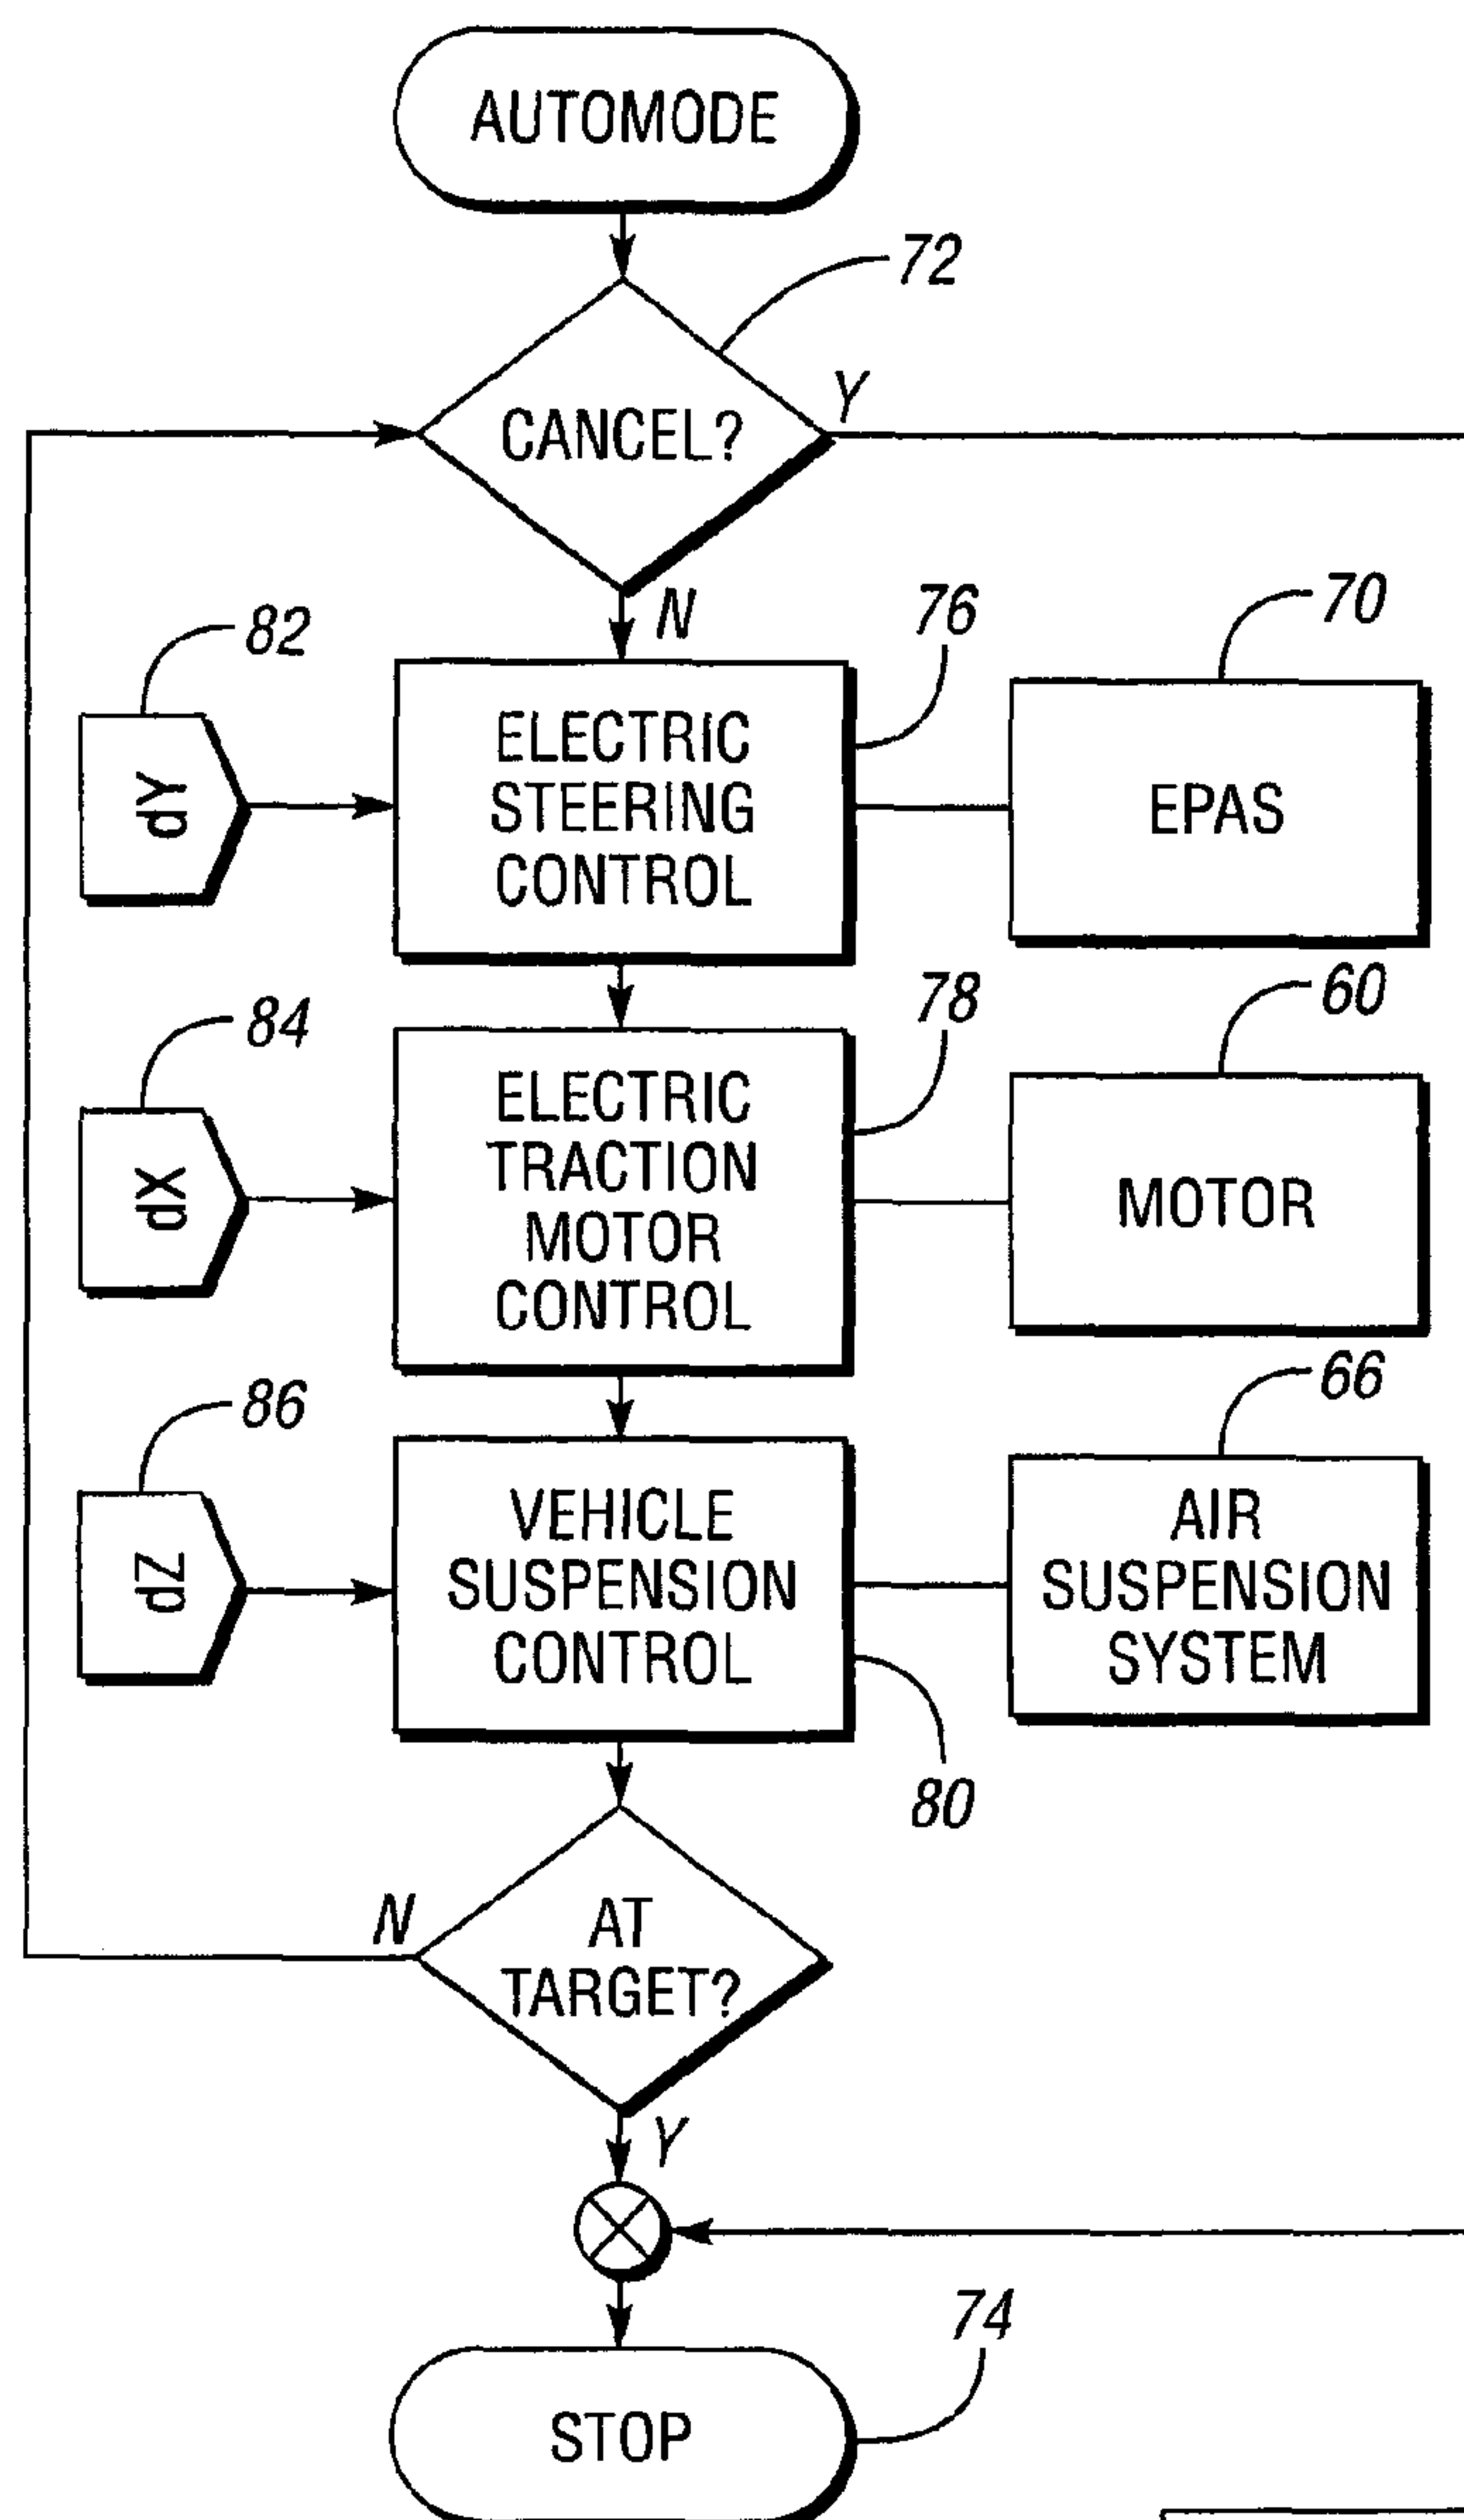 AUTOMODE
72
CANCEL?
Y
N
82
76
70
dY
ELECTRIC
STEERING
CONTROL
EPAS
84
78
60
dX
ELECTRIC
TRACTION
MOTOR
CONTROL
MOTOR
86
66
dZ
VEHICLE
SUSPENSION
CONTROL
AIR
SUSPENSION
SYSTEM
80
N
AT
TARGET?
Y
74
STOP